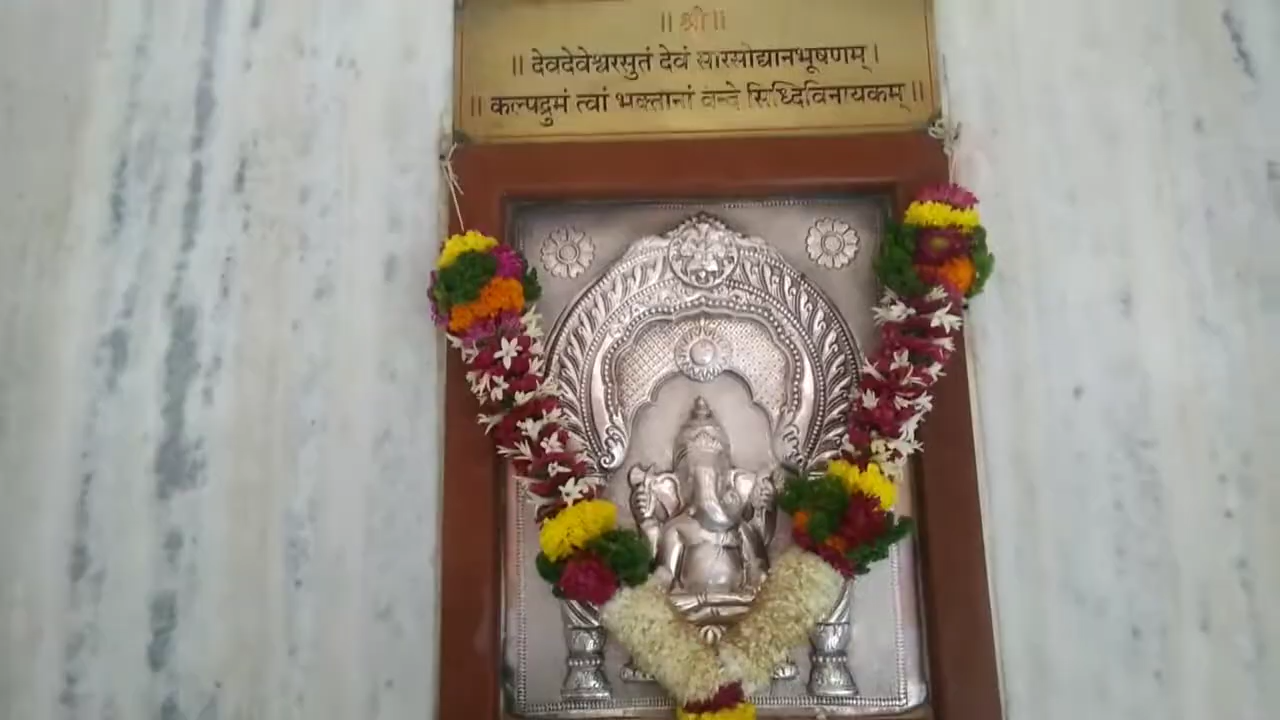 ॥ श्री ॥
॥ देवदेवेश्वरसुतं देवं सारसोद्यानभूषणम् ।
॥ कल्पद्रुमं त्वां भक्तानां वन्दे सिध्दिविनायकम् ॥